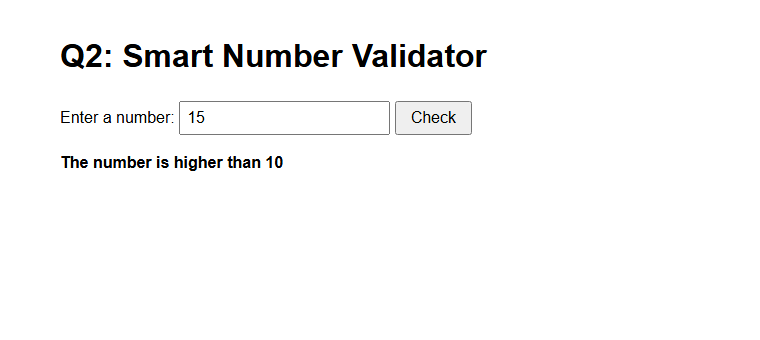 Q2: Smart Number Validator
Enter a number: 15 Check
The number is higher than 10